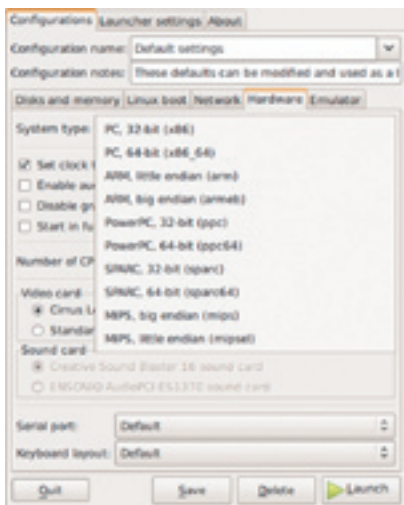 Configurations Launcher settings About
Configuration name: Default settings
Configuration notes: These defaults can be modified and used as a t
Disks and memory Linux boot Network Hardware Emulator
System type: PC, 32-bit (x86)
PC, 64-bit (x86_64)
Set clock t
ARM, little endian (arm)
Enable au
ARM, big endian (armeb)
Disable gr
PowerPC, 32-bit (ppc)
Start in fu
PowerPC, 64-bit (ppc64)
Number of CP
SPARC, 32-bit (sparc)
SPARC, 64-bit (sparc64)
Video card
MIPS, big endian (mips)
Cirrus L
MIPS, little endian (mipsel)
Standar
Sound card
Creative Sound Blaster 16 sound card
ENSONIQ AudioPCI ES1370 sound card
Serial port: Default
Keyboard layout: Default
Quit Save Delete Launch